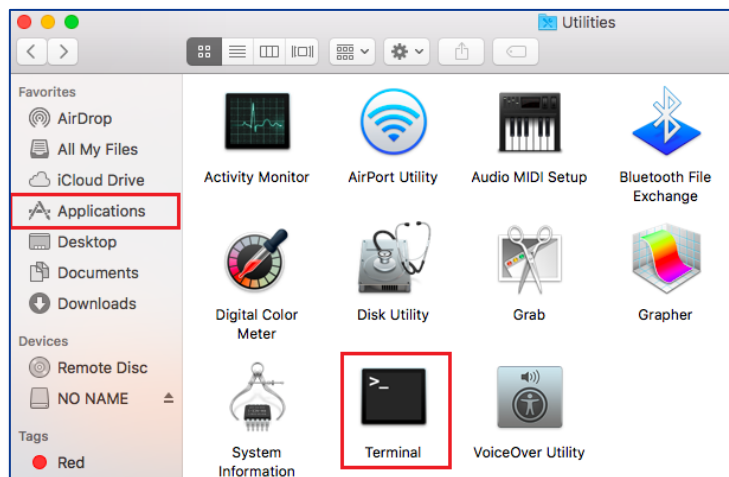 Utilities
Favorites
AirDrop
All My Files
iCloud Drive
Applications
Desktop
Documents
Downloads
Devices
Remote Disc
NO NAME
Tags
Red
Activity Monitor
AirPort Utility
Audio MIDI Setup
Bluetooth File
Exchange
Digital Color
Meter
Disk Utility
Grab
Grapher
System
Information
>_
Terminal
VoiceOver Utility